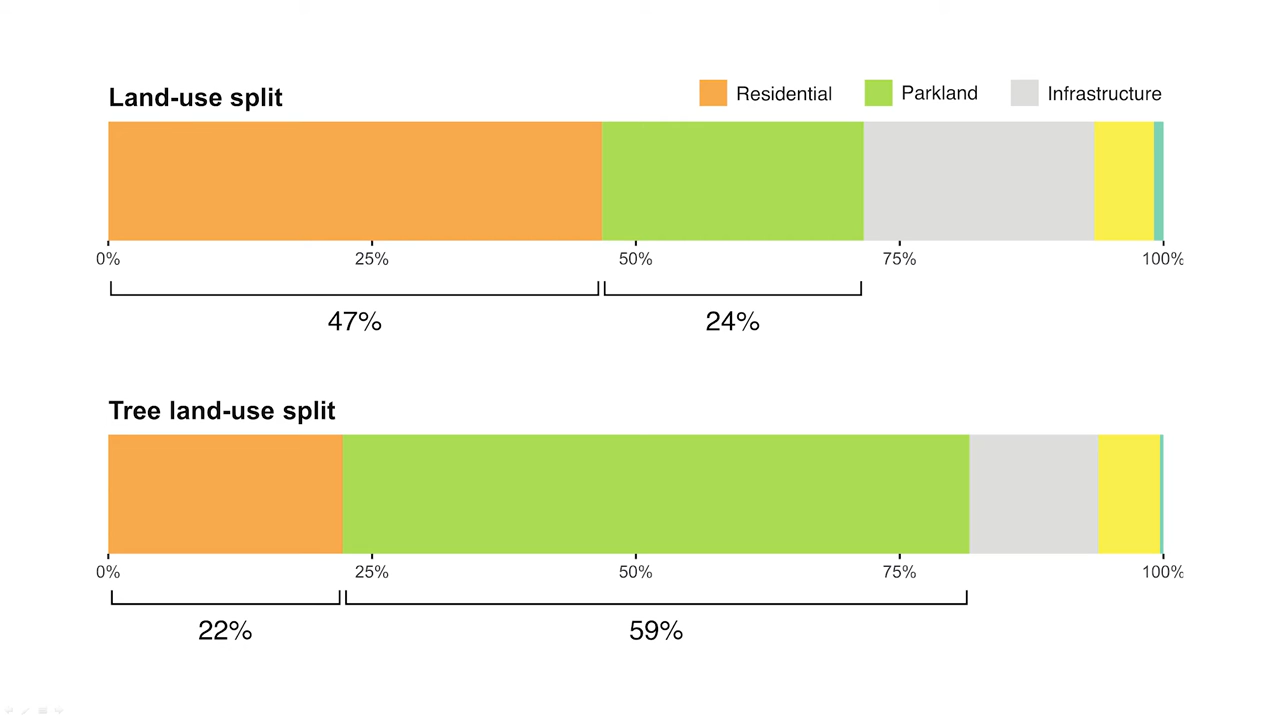 Land-use split
Residential
Parkland
Infrastructure
0%
25%
50%
75%
100%
47%
24%
Tree land-use split
0%
25%
50%
75%
100%
22%
59%